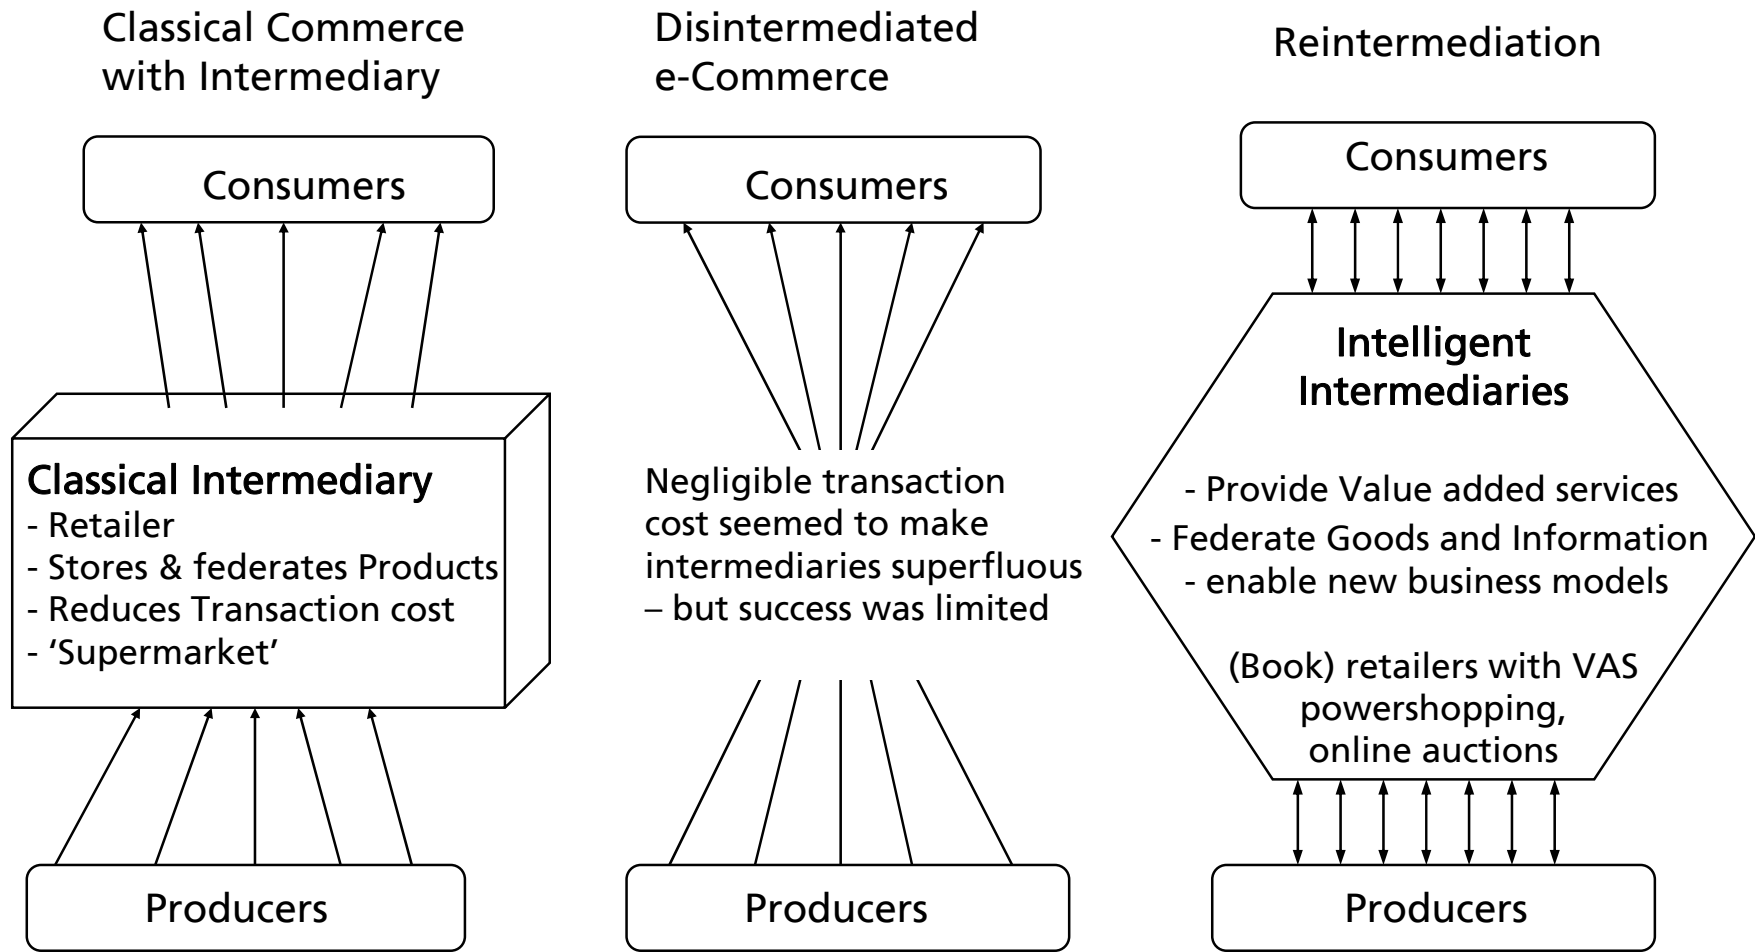 Classical Commerce
with Intermediary
Consumers
Classical Intermediary
- Retailer
- Stores & federates Products
- Reduces Transaction cost
- ‘Supermarket’
Producers
Disintermediated
e-Commerce
Consumers
Negligible transaction
cost seemed to make
intermediaries superfluous
– but success was limited
Producers
Reintermediation
Consumers
Intelligent
Intermediaries
- Provide Value added services
- Federate Goods and Information
- enable new business models
(Book) retailers with VAS
powershopping,
online auctions
Producers